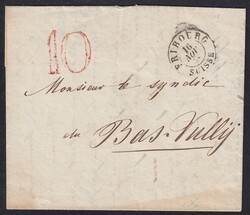 10
FRIBOURG
16
SUISSE
Monsieur le syndic
du Bas-Vully